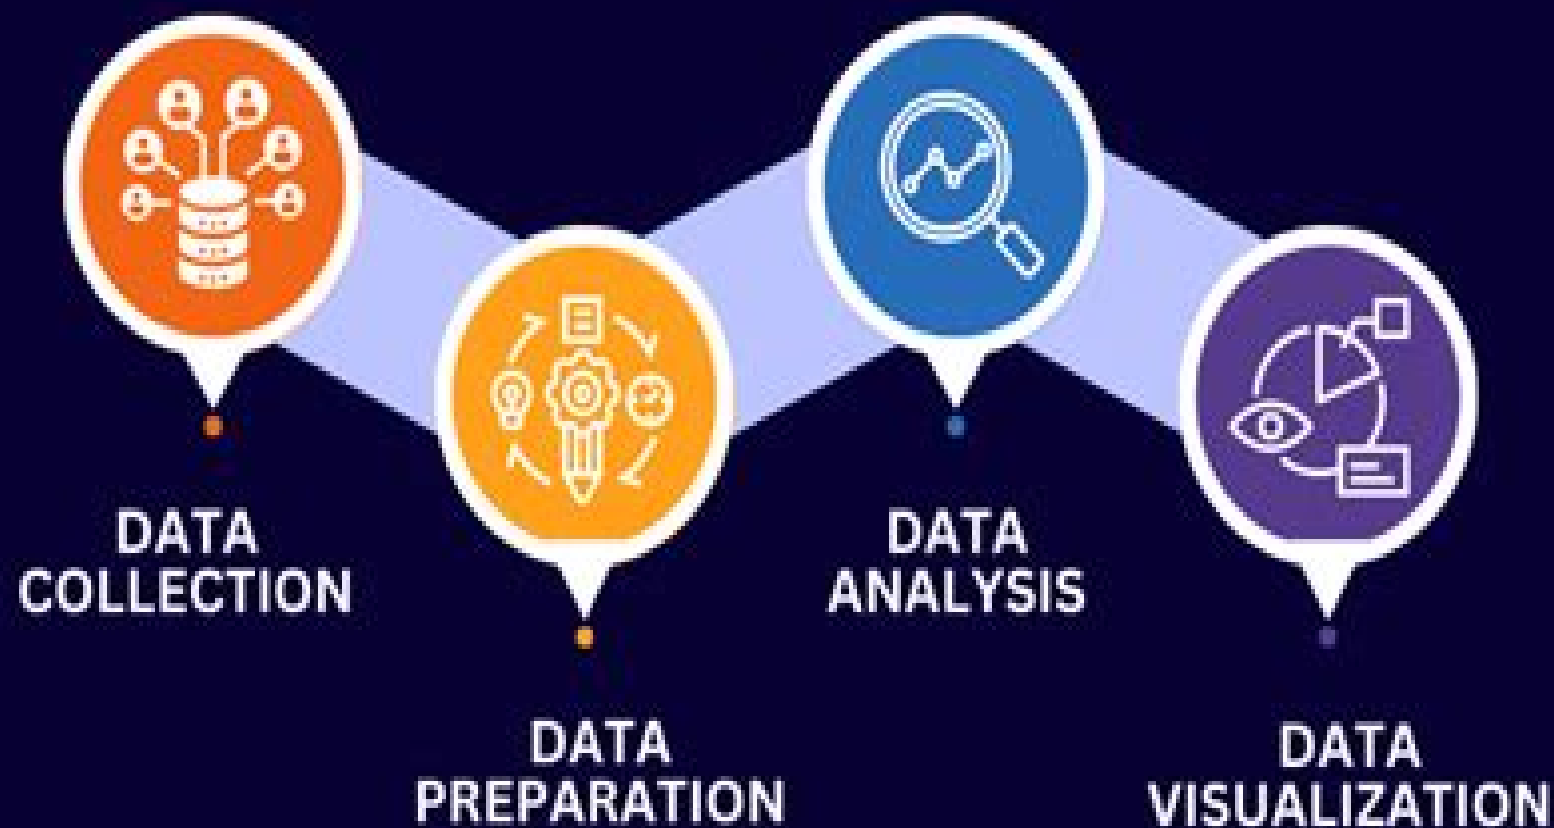 DATA
COLLECTION
DATA
PREPARATION
DATA
ANALYSIS
DATA
VISUALIZATION